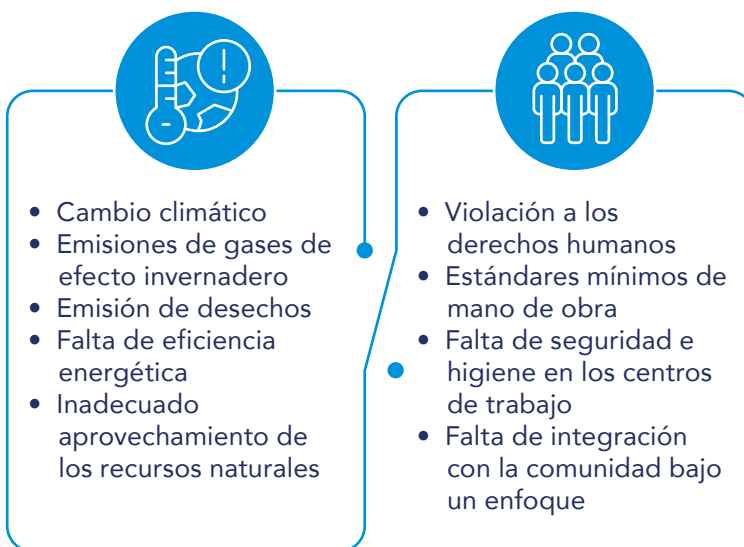 • Cambio climático
• Emisiones de gases de
efecto invernadero
• Emisión de desechos
• Falta de eficiencia
energética
• Inadecuado
aprovechamiento de
los recursos naturales
• Violación a los
derechos humanos
• Estándares mínimos de
mano de obra
• Falta de seguridad e
higiene en los centros
de trabajo
• Falta de integración
con la comunidad bajo
un enfoque